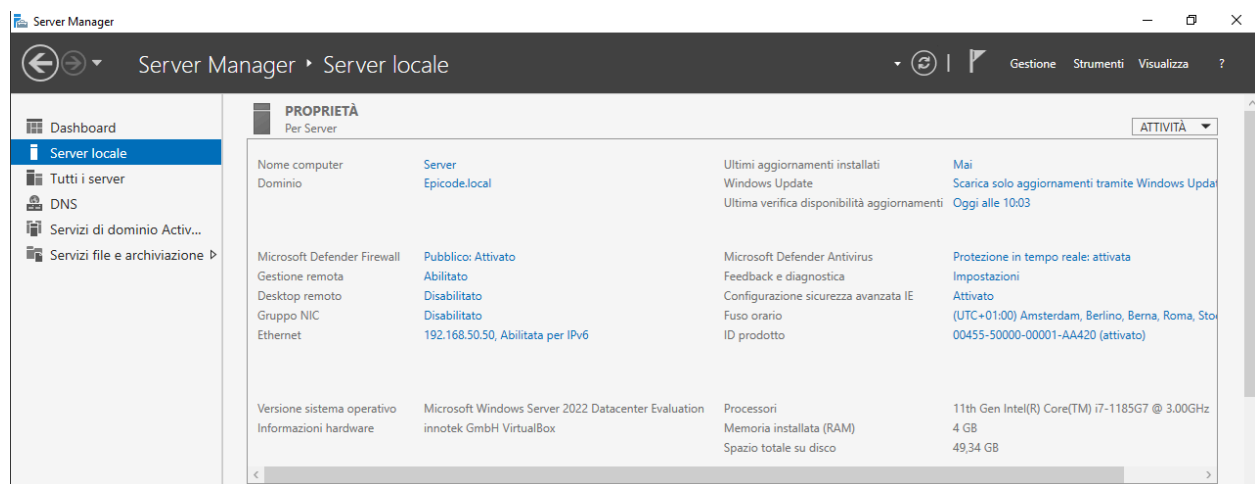 Server Manager
Server Manager ‣ Server locale
Gestione Strumenti Visualizza ?
Dashboard
Server locale
Tutti i server
DNS
Servizi di dominio Activ...
Servizi file e archiviazione
PROPRIETÀ
Per Server
ATTIVITÀ
Nome computer Server
Dominio Epicode.local
Ultimi aggiornamenti installati Mai
Windows Update Scarica solo aggiornamenti tramite Windows Updat
Ultima verifica disponibilità aggiornamenti Oggi alle 10:03
Microsoft Defender Firewall Pubblico: Attivato
Gestione remota Abilitato
Desktop remoto Disabilitato
Gruppo NIC Disabilitato
Ethernet 192.168.50.50, Abilitata per IPv6
Microsoft Defender Antivirus Protezione in tempo reale: attivata
Feedback e diagnostica Impostazioni
Configurazione sicurezza avanzata IE Attivato
Fuso orario (UTC+01:00) Amsterdam, Berlino, Berna, Roma, Sto
ID prodotto 00455-50000-00001-AA420 (attivato)
Versione sistema operativo Microsoft Windows Server 2022 Datacenter Evaluation
Informazioni hardware innotek GmbH VirtualBox
Processori 11th Gen Intel(R) Core(TM) i7-1185G7 @ 3.00GHz
Memoria installata (RAM) 4 GB
Spazio totale su disco 49,34 GB